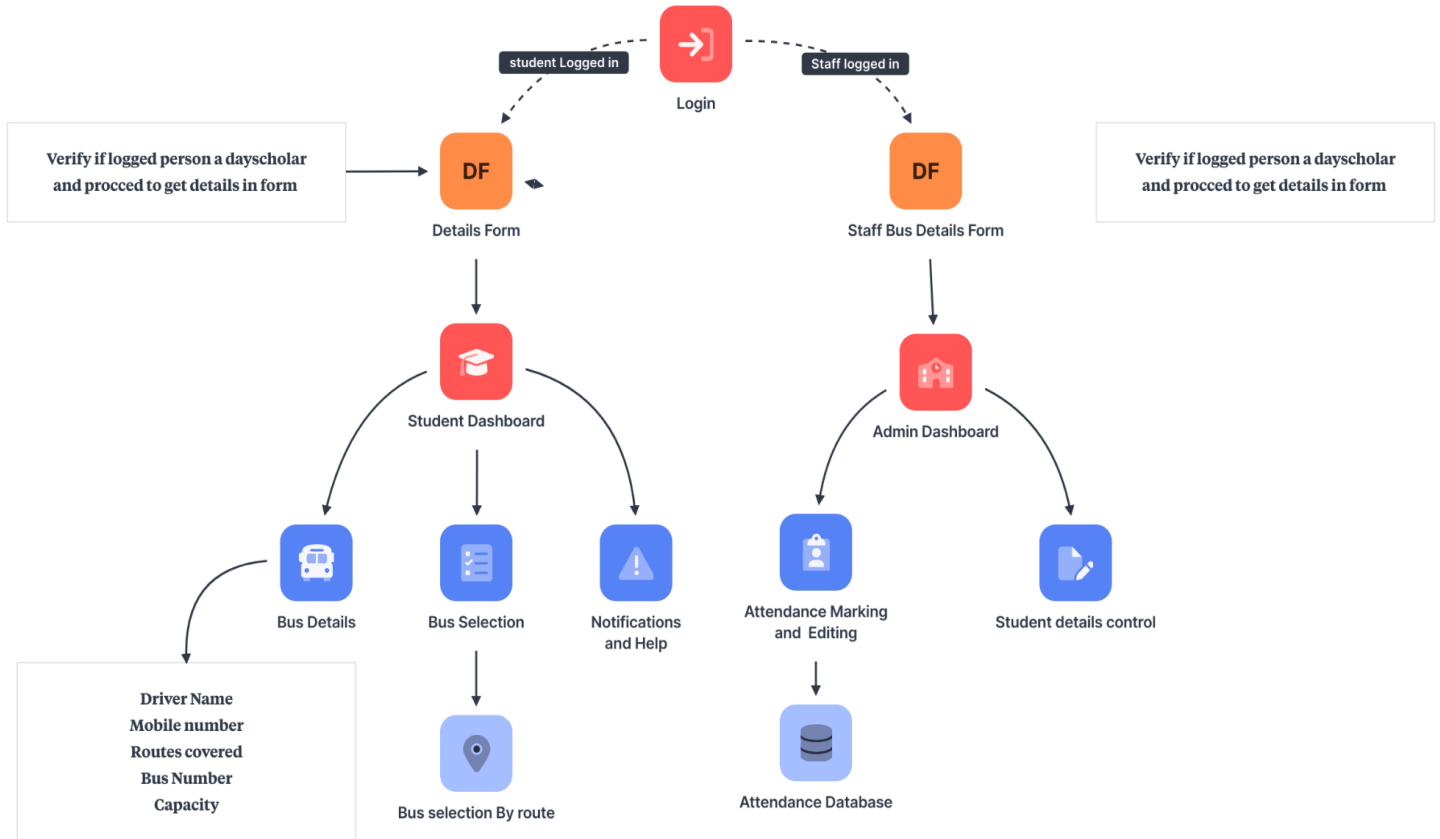 student Logged in
Staff logged in
Login
Verify if logged person a dayscholar
and procced to get details in form
DF
Details Form
DF
Staff Bus Details Form
Verify if logged person a dayscholar
and procced to get details in form
Student Dashboard
Admin Dashboard
Bus Details
Bus Selection
Notifications
and Help
Attendance Marking
and Editing
Student details control
Driver Name
Mobile number
Routes covered
Bus Number
Capacity
Bus selection By route
Attendance Database